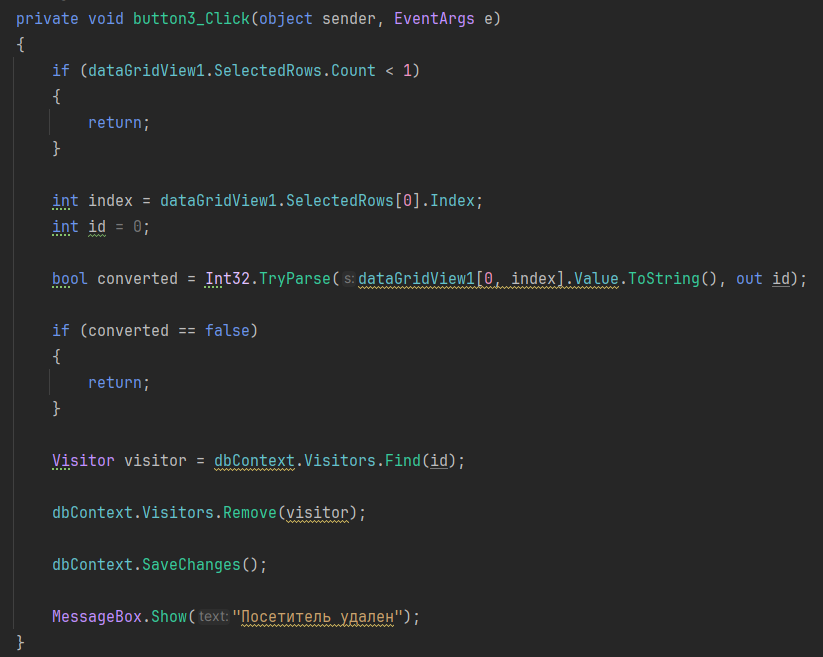 private void button3_Click(object sender, EventArgs e)
{
if (dataGridView1.SelectedRows.Count < 1)
{
return;
}
int index = dataGridView1.SelectedRows[0].Index;
int id = 0;
bool converted = Int32.TryParse(s:dataGridView1[0, index].Value.ToString(), out id);
if (converted == false)
{
return;
}
Visitor visitor = dbContext.Visitors.Find(id);
dbContext.Visitors.Remove(visitor);
dbContext.SaveChanges();
MessageBox.Show(text:"Посетитель удален");
}